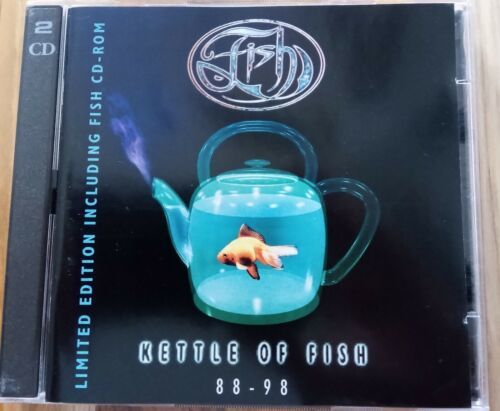 2
CD
LIMITED EDITION INCLUDING FISH CD-ROM
Fish
KETTLE OF FISH
88-98